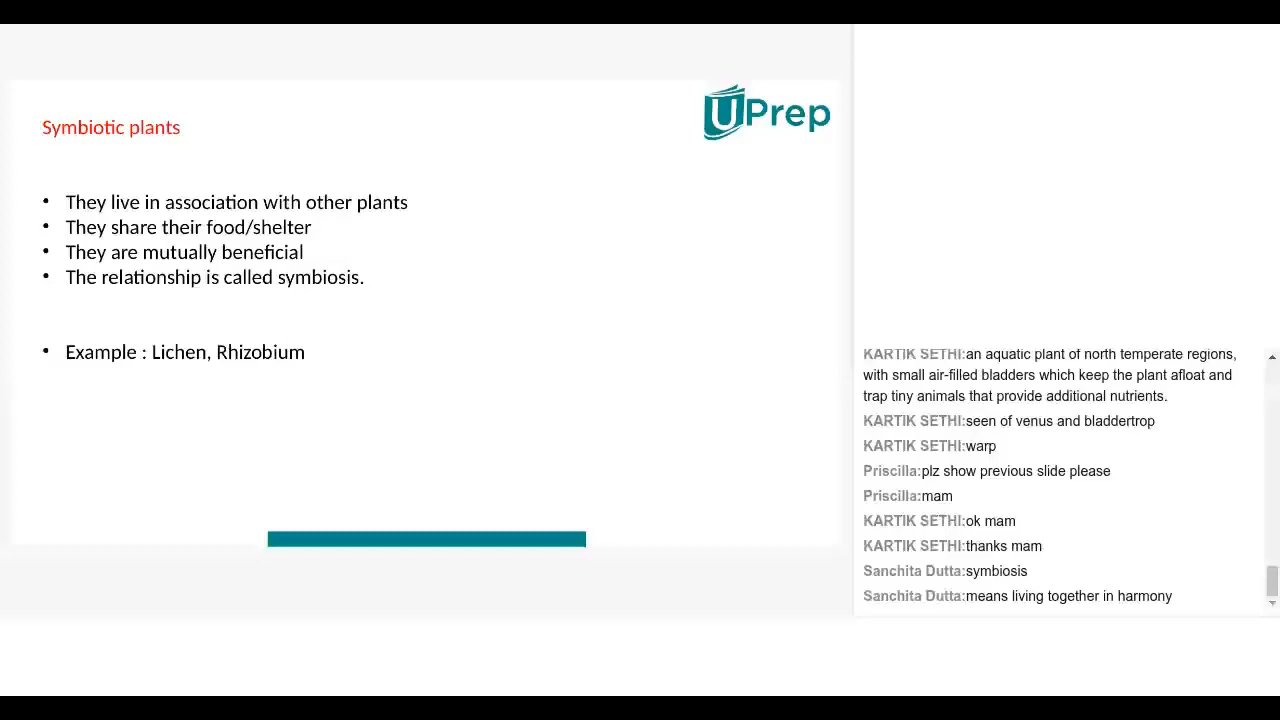 UPrep
Symbiotic plants
• They live in association with other plants
• They share their food/shelter
• They are mutually beneficial
• The relationship is called symbiosis.
• Example : Lichen, Rhizobium
KARTIK SETHI:an aquatic plant of north temperate regions,
with small air-filled bladders which keep the plant afloat and
trap tiny animals that provide additional nutrients.
KARTIK SETHI:seen of venus and bladdertrop
KARTIK SETHI:warp
Priscilla:plz show previous slide please
Priscilla:mam
KARTIK SETHI:ok mam
KARTIK SETHI:thanks mam
Sanchita Dutta:symbiosis
Sanchita Dutta:means living together in harmony